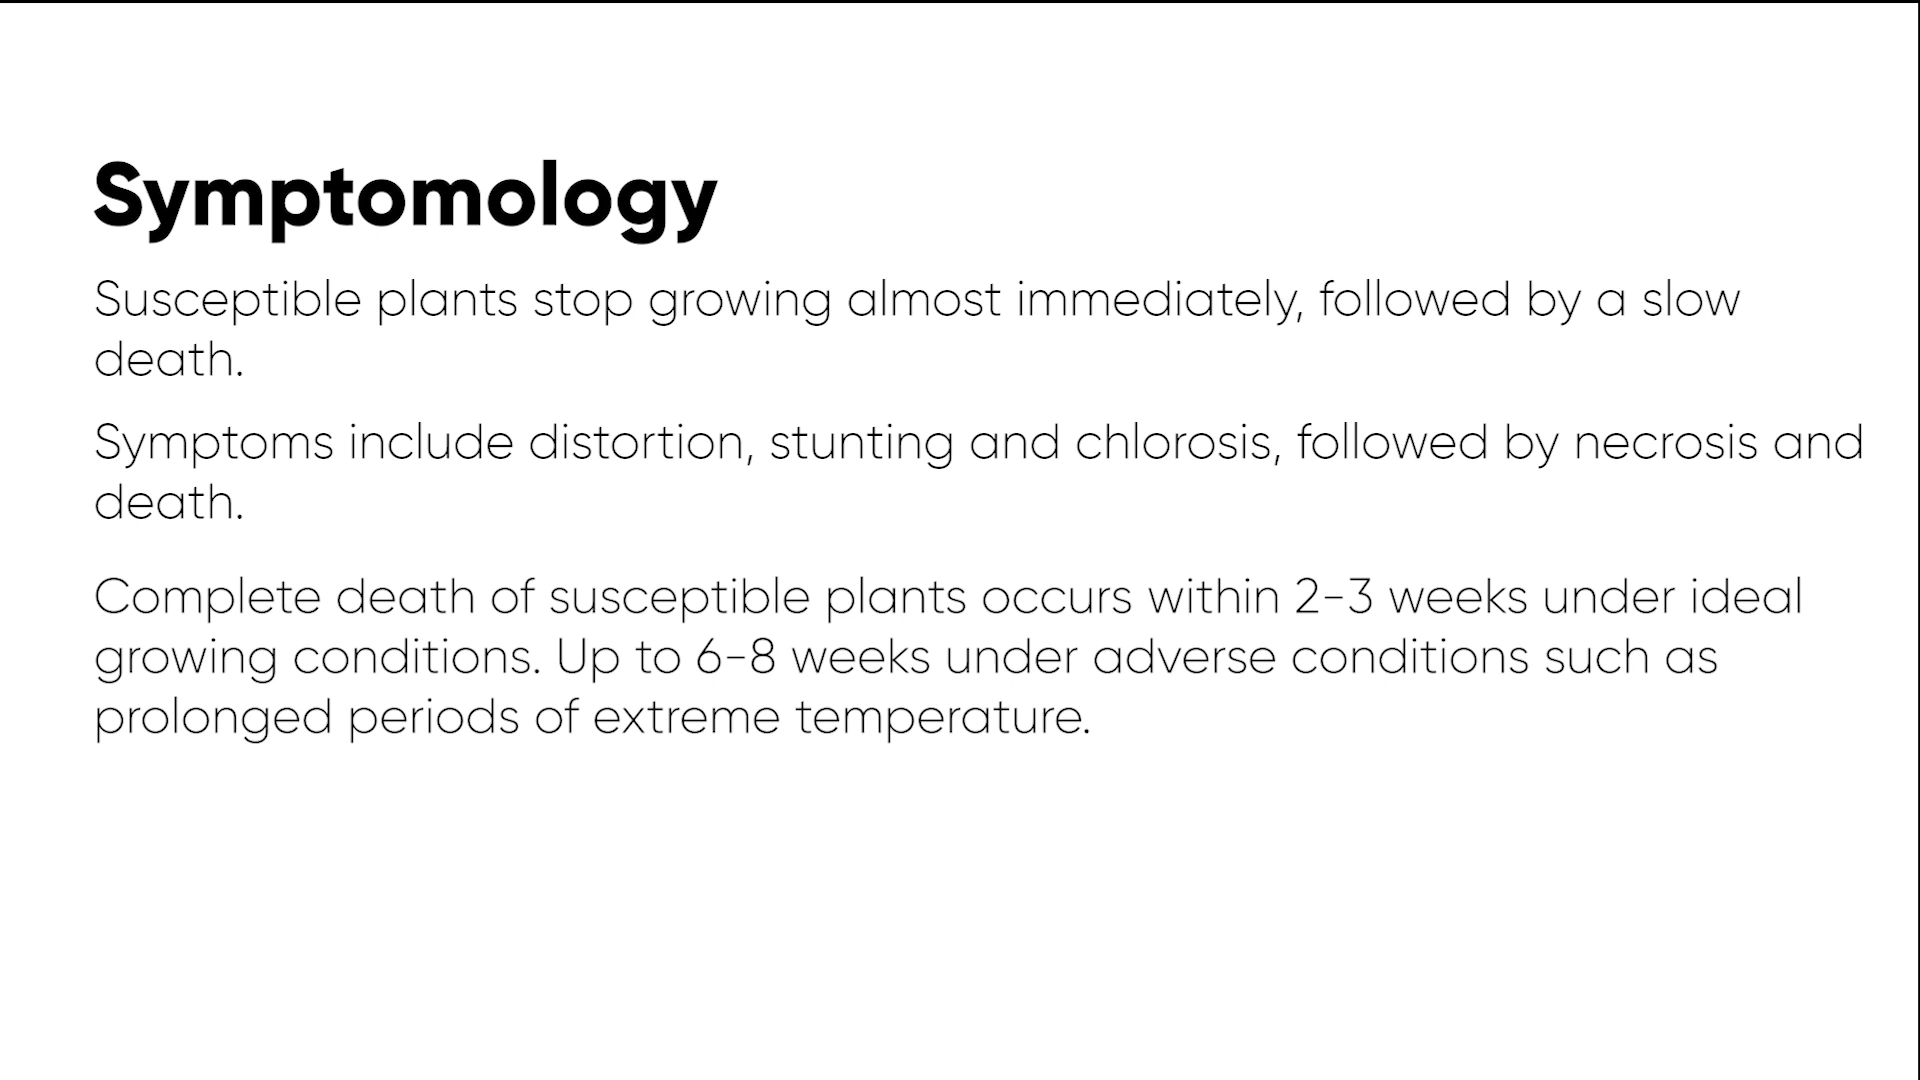 Symptomology
Susceptible plants stop growing almost immediately, followed by a slow
death.
Symptoms include distortion, stunting and chlorosis, followed by necrosis and
death.
Complete death of susceptible plants occurs within 2-3 weeks under ideal
growing conditions. Up to 6-8 weeks under adverse conditions such as
prolonged periods of extreme temperature.